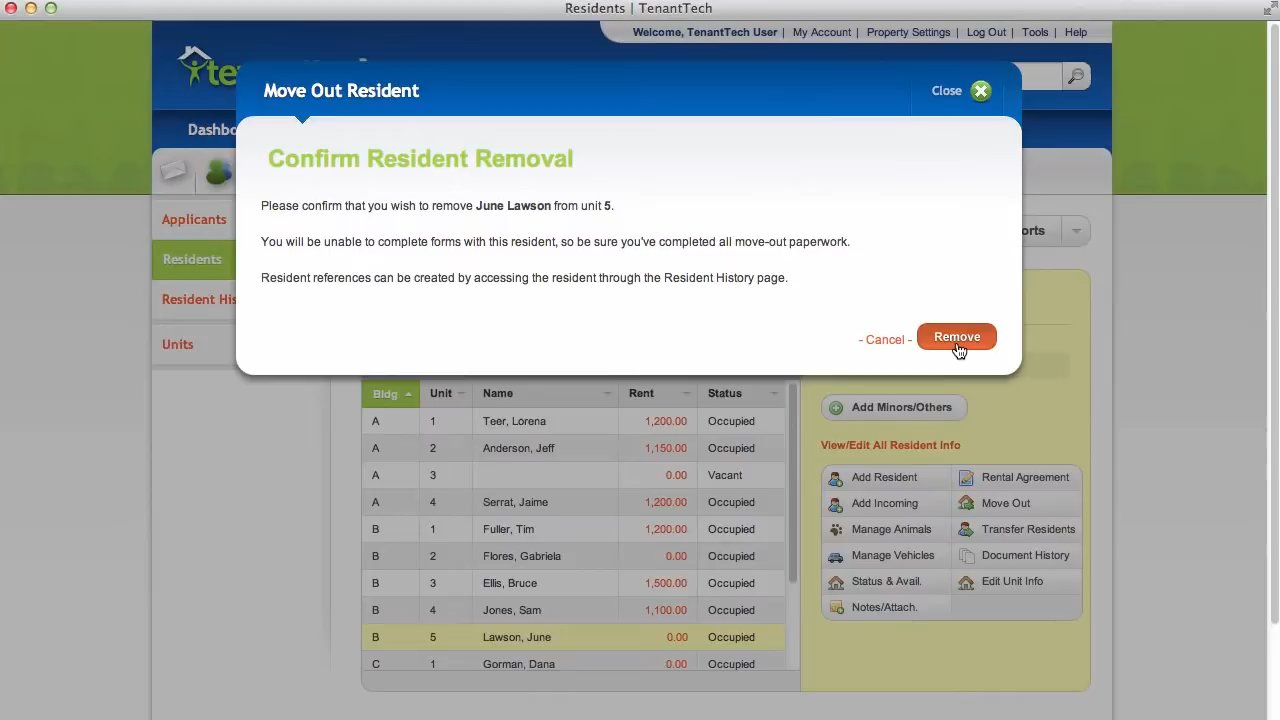 Residents | TenantTech
Welcome, TenantTech User | My Account | Property Settings | Log Out | Tools | Help
Move Out Resident
Close
Dashbo
Confirm Resident Removal
Please confirm that you wish to remove June Lawson from unit 5.
You will be unable to complete forms with this resident, so be sure you've completed all move-out paperwork.
Resident references can be created by accessing the resident through the Resident History page.
- Cancel -
Remove
Applicants
Residents
Resident His
Units
orts
Bldg Unit Name Rent Status
A 1 Teer, Lorena 1,200.00 Occupied
A 2 Anderson, Jeff 1,150.00 Occupied
A 3 0.00 Vacant
A 4 Serrat, Jaime 1,200.00 Occupied
B 1 Fuller, Tim 1,200.00 Occupied
B 2 Flores, Gabriela 0.00 Occupied
B 3 Ellis, Bruce 1,500.00 Occupied
B 4 Jones, Sam 1,100.00 Occupied
B 5 Lawson, June 0.00 Occupied
C 1 Gorman, Dana 0.00 Occupied
Add Minors/Others
View/Edit All Resident Info
Add Resident Rental Agreement
Add Incoming Move Out
Manage Animals Transfer Residents
Manage Vehicles Document History
Status & Avail. Edit Unit Info
Notes/Attach.